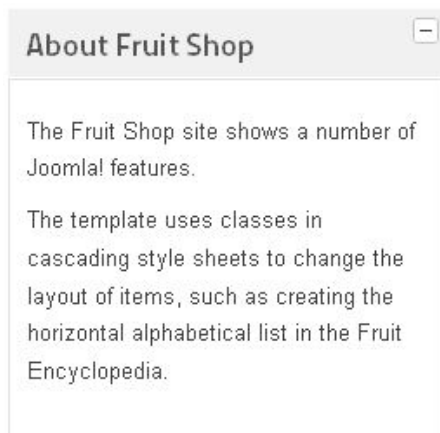 About Fruit Shop
The Fruit Shop site shows a number of
Joomla! features.
The template uses classes in
cascading style sheets to change the
layout of items, such as creating the
horizontal alphabetical list in the Fruit
Encyclopedia.